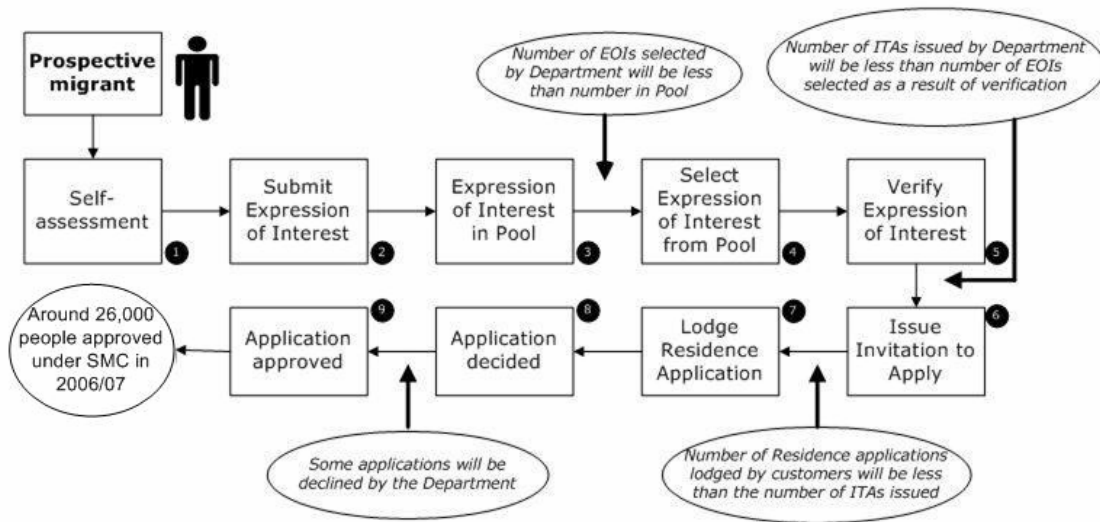 Prospective
migrant
Number of EOIs selected
by Department will be less
than number in Pool
Number of ITAs issued by Department
will be less than number of EOIs
selected as a result of verification
Self-
assessment
1
Submit
Expression
of Interest
2
Expression
of Interest
in Pool
3
Select
Expression
of Interest
from Pool
4
Verify
Expression
of Interest
5
Issue
Invitation to
Apply
6
Lodge
Residence
Application
7
Application
decided
8
Application
approved
9
Around 26,000
people approved
under SMC in
2006/07
Some applications will be
declined by the Department
Number of Residence applications
lodged by customers will be less
than the number of ITAs issued